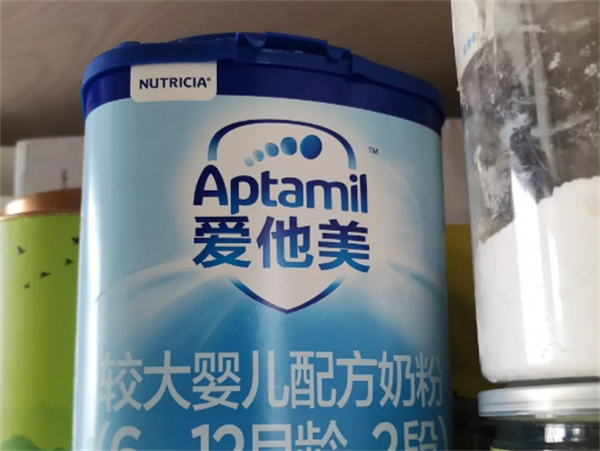 NUTRICIA®
Aptamil™
爱他美
较大婴儿配方奶粉
(6 12月龄, 2段)